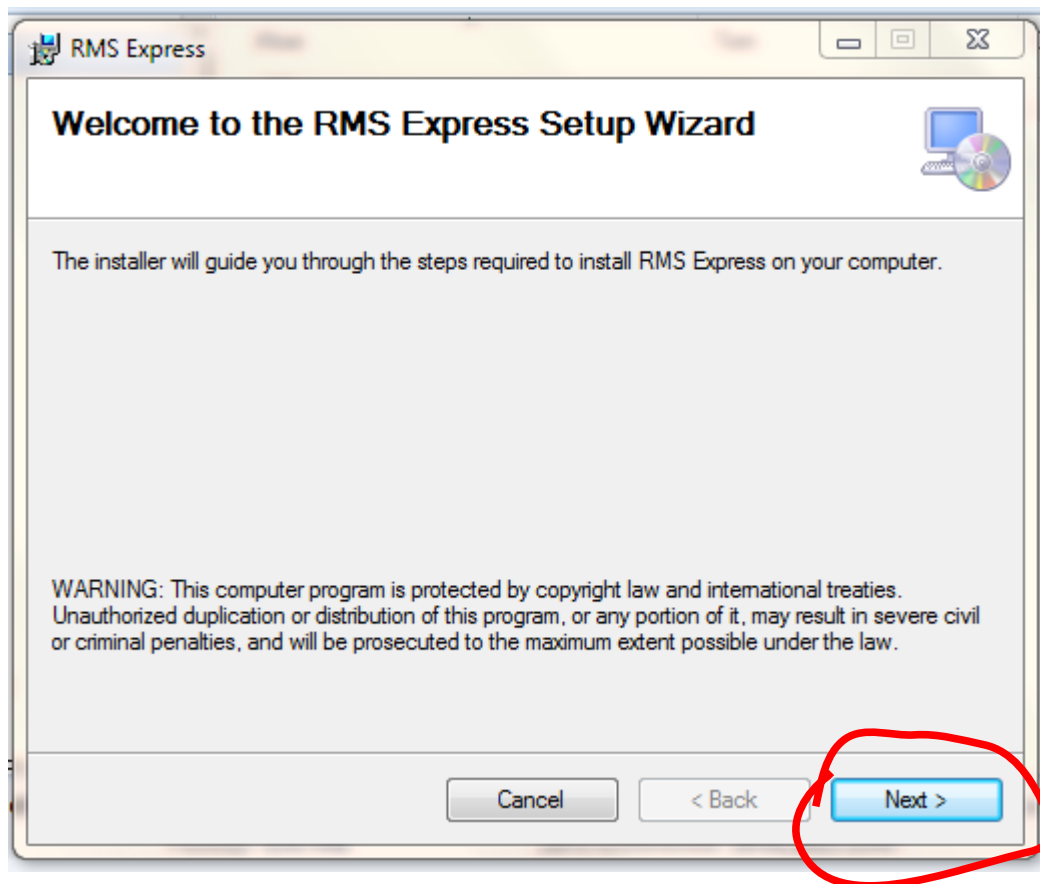 RMS Express
Welcome to the RMS Express Setup Wizard
The installer will guide you through the steps required to install RMS Express on your computer.
WARNING: This computer program is protected by copyright law and international treaties.
Unauthorized duplication or distribution of this program, or any portion of it, may result in severe civil
or criminal penalties, and will be prosecuted to the maximum extent possible under the law.
Cancel
< Back
Next >